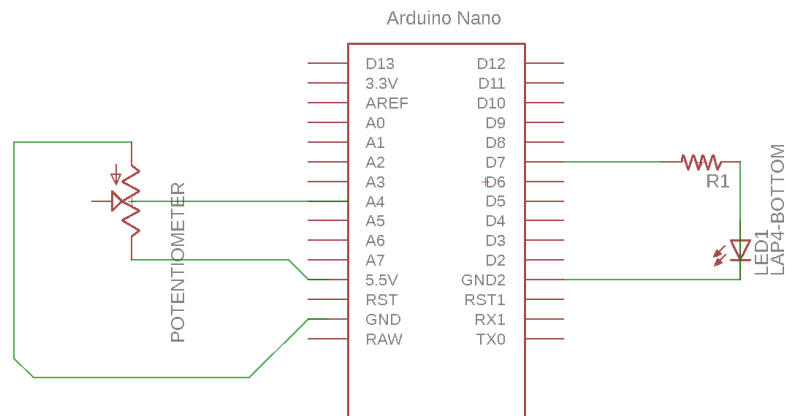 Arduino Nano
D13
3.3V
AREF
A0
A1
A2
A3
A4
A5
A6
A7
5.5V
RST
GND
RAW
D12
D11
D10
D9
D8
D7
D6
D5
D4
D3
D2
GND2
RST1
RX1
TX0
POTENTIOMETER
R1
LED1
LAP4-BOTTOM